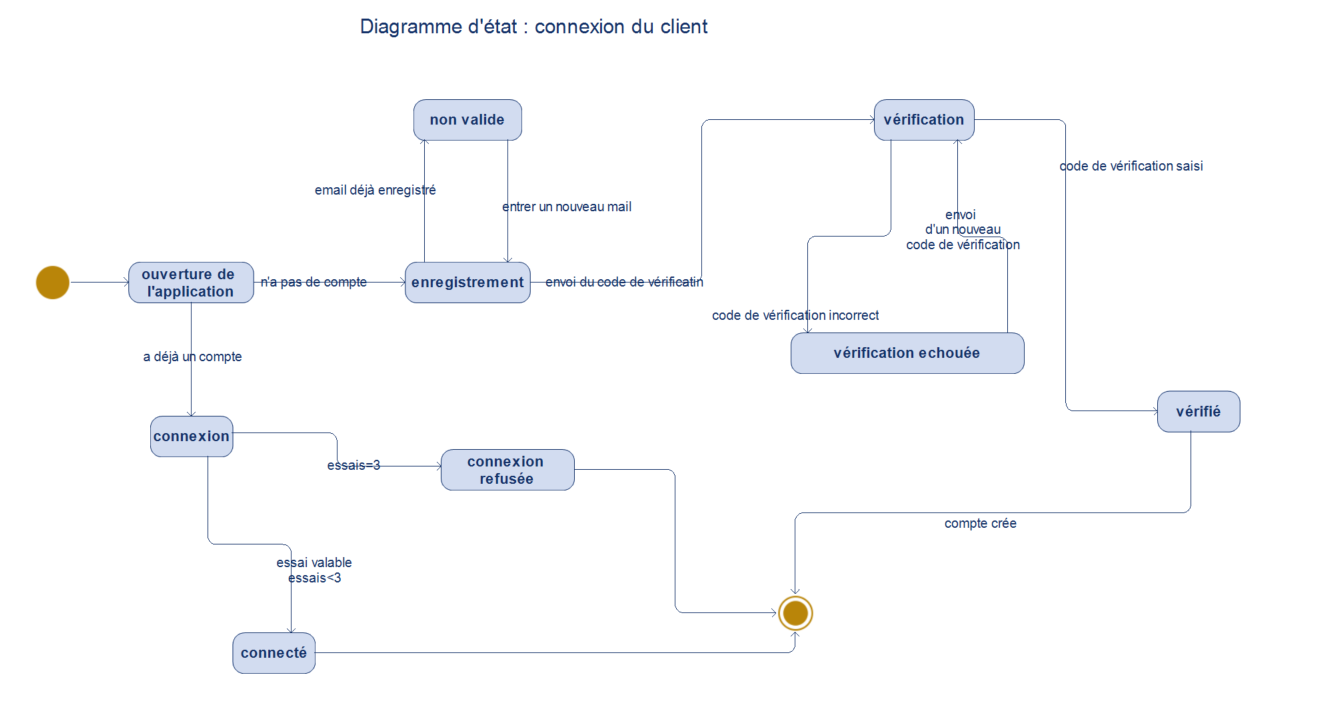 Diagramme d'état : connexion du client
non valide
vérification
code de vérification saisi
email déjà enregistré
entrer un nouveau mail
envoi
d'un nouveau
code de vérification
ouverture de
l'application
n'a pas de compte
enregistrement
envoi du code de vérificatin
code de vérification incorrect
vérification echouée
a déjà un compte
vérifié
connexion
essais=3
connexion
refusée
compte crée
essai valable
essais<3
connecté